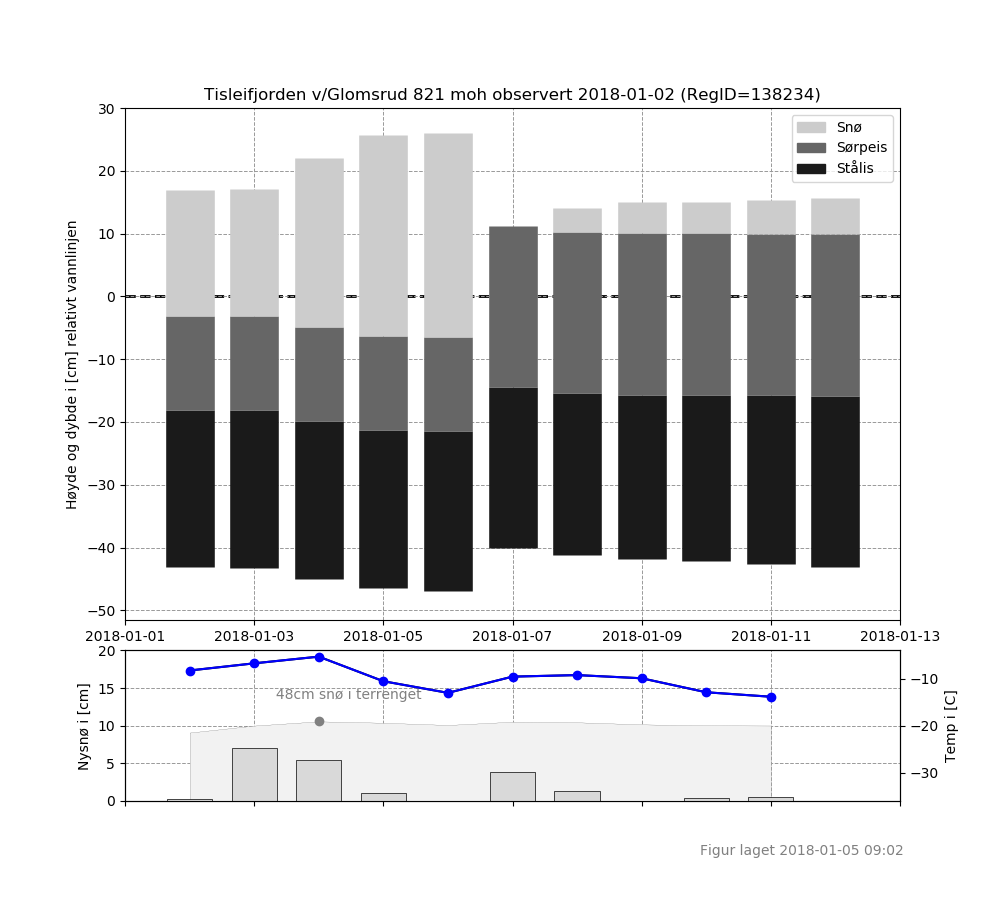 Tisleifjorden v/Glomsrud 821 moh observert 2018-01-02 (RegID=138234)
Snø
Sørpeis
Stålis
Høyde og dybde i [cm] relativt vannlinjen
30
20
10
0
−10
−20
−30
−40
−50
2018-01-01 2018-01-03 2018-01-05 2018-01-07 2018-01-09 2018-01-11 2018-01-13
Nysnø i [cm]
20
15
10
5
0
48cm snø i terrenget
−10
−20
−30
Temp i [C]
Figur laget 2018-01-05 09:02